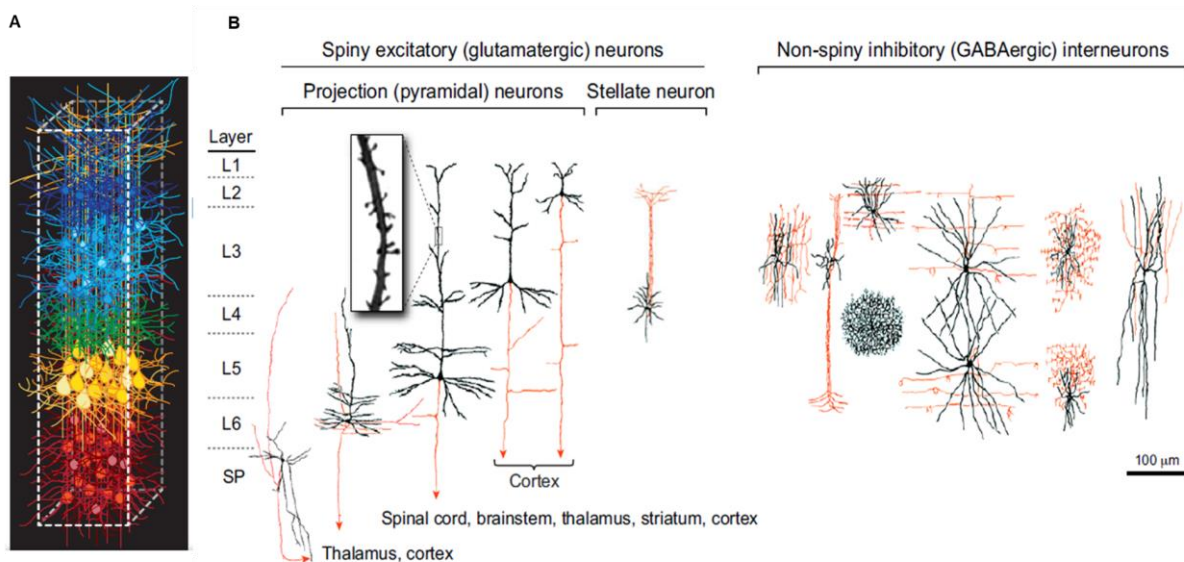 A
B
Spiny excitatory (glutamatergic) neurons
Non-spiny inhibitory (GABAergic) interneurons
Projection (pyramidal) neurons
Stellate neuron
Layer
L1
L2
L3
L4
L5
L6
SP
Cortex
100 μm
Spinal cord, brainstem, thalamus, striatum, cortex
Thalamus, cortex